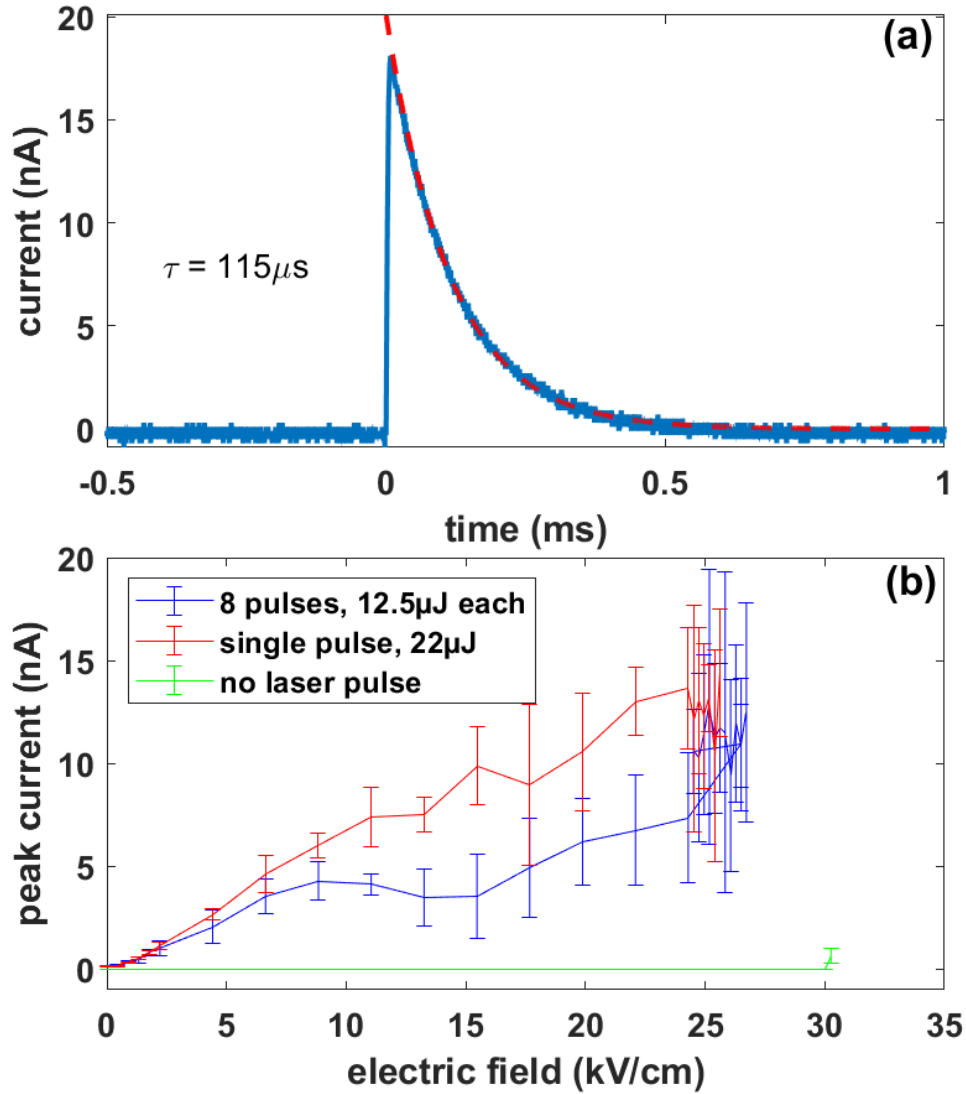 (a)
20
15
10
5
0
current (nA)
τ = 115μs
-0.5
0
0.5
1
time (ms)
(b)
20
15
10
5
0
peak current (nA)
8 pulses, 12.5μJ each
single pulse, 22μJ
no laser pulse
0
5
10
15
20
25
30
35
electric field (kV/cm)